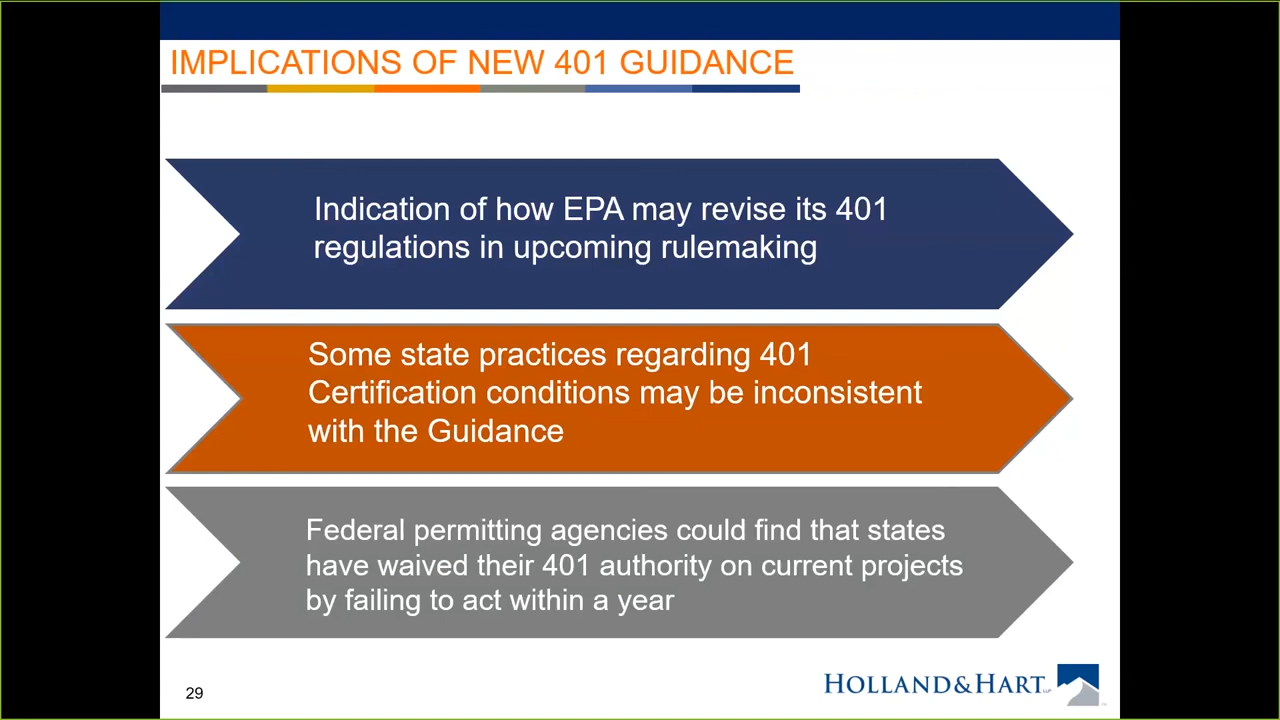 IMPLICATIONS OF NEW 401 GUIDANCE
Indication of how EPA may revise its 401
regulations in upcoming rulemaking
Some state practices regarding 401
Certification conditions may be inconsistent
with the Guidance
Federal permitting agencies could find that states
have waived their 401 authority on current projects
by failing to act within a year
29
HOLLAND & HART LLP